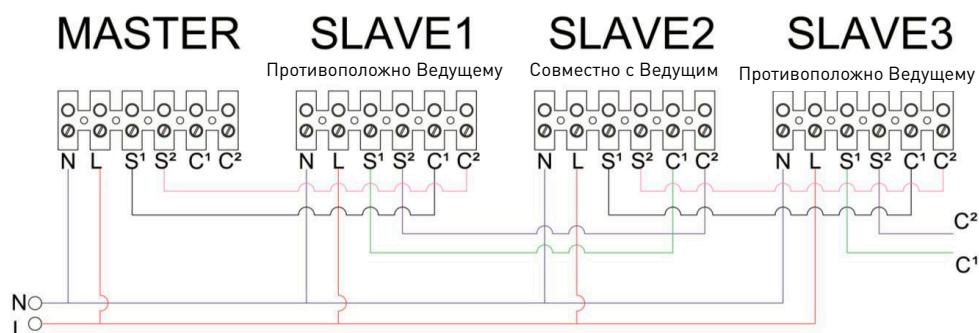 MASTER SLAVE1 SLAVE2 SLAVE3
Противоположно Ведущему Совместно с Ведущим Противоположно Ведущему
N L S¹ S² C¹ C² N L S¹ S² C¹ C² N L S¹ S² C¹ C² N L S¹ S² C¹ C²
C²
C¹
N
L